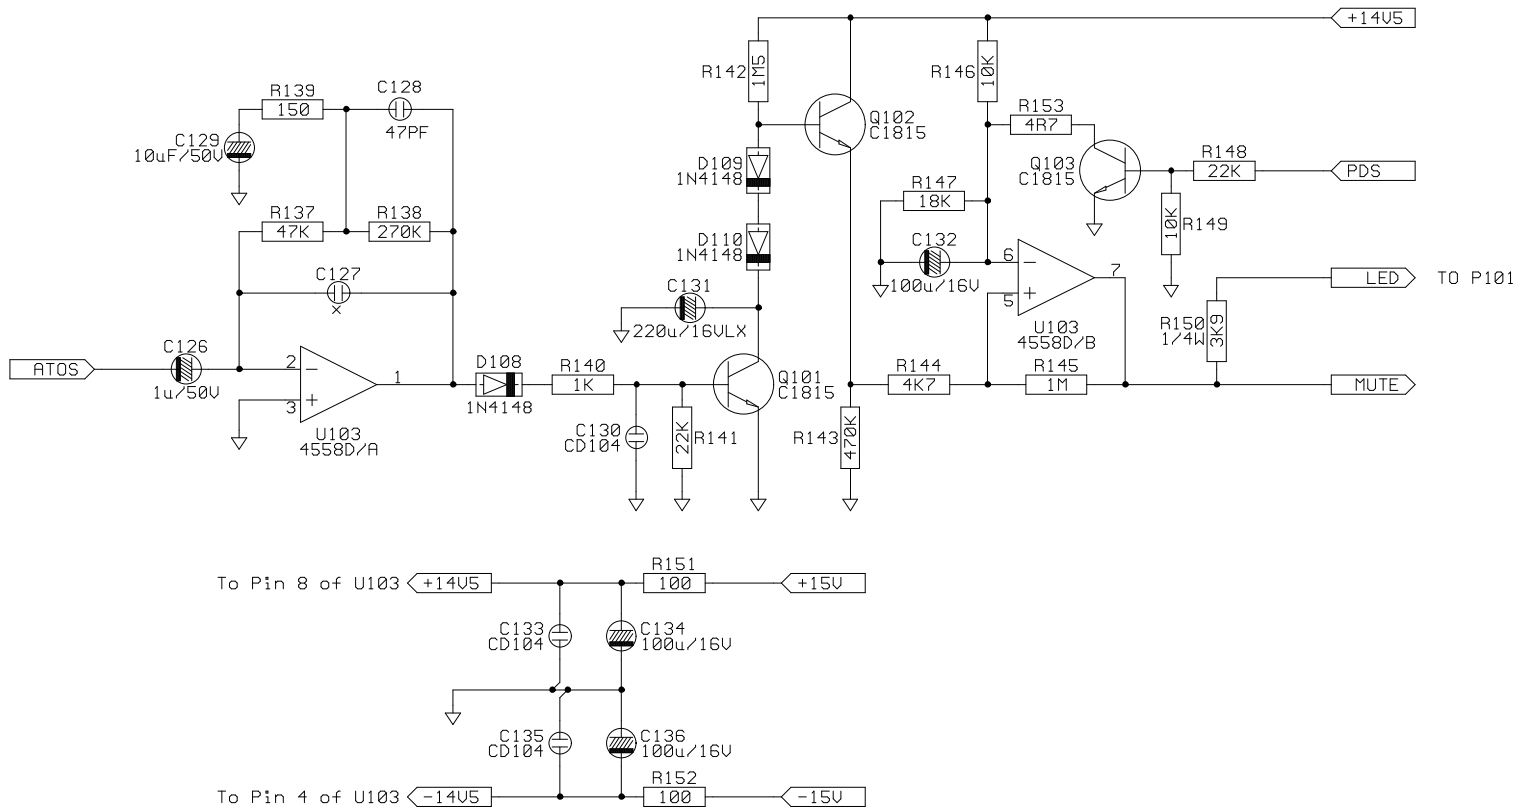 +14V5
R142
1M5
R146
10K
R139
150
C128
47PF
Q102
C1815
R153
4R7
C129
10uF/50V
D109
1N4148
Q103
C1815
R148
22K
PDS
R147
18K
R137
47K
R138
270K
10K
R149
D110
1N4148
C132
100u/16V
6
5
7
C127
x
C131
220u/16VLX
U103
4558D/B
LED
TO P101
R150
1/4W
3K9
C126
1u/50V
ATOS
2
3
1
U103
4558D/A
D108
1N4148
R140
1K
Q101
C1815
R144
4K7
R145
1M
MUTE
C130
CD104
22K
R141
R143
470K
To Pin 8 of U103
+14V5
R151
100
+15V
C133
CD104
C134
100u/16V
C135
CD104
C136
100u/16V
To Pin 4 of U103
-14V5
R152
100
-15V